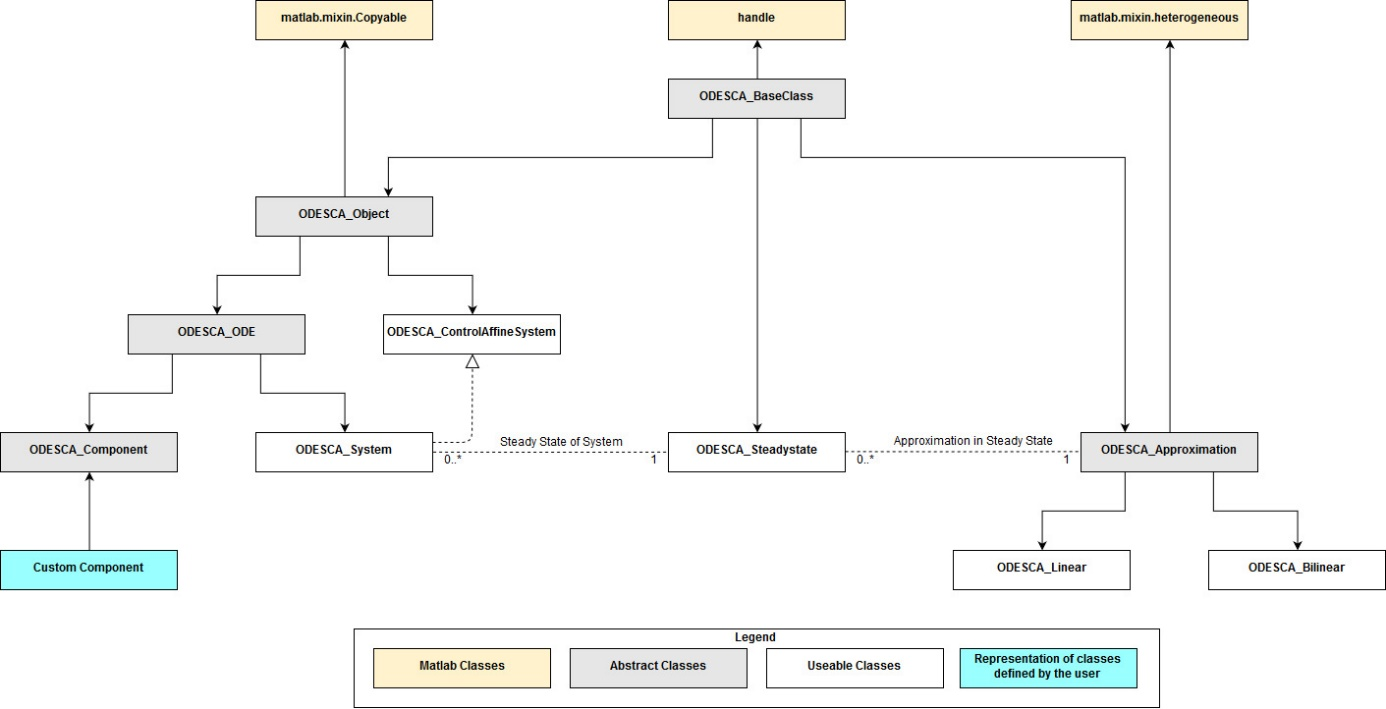 matlab.mixin.Copyable
handle
matlab.mixin.heterogeneous
ODESCA_BaseClass
ODESCA_Object
ODESCA_ODE
ODESCA_ControlAffineSystem
ODESCA_Component
ODESCA_System
Steady State of System
0..*
1
ODESCA_Steadystate
Approximation in Steady State
0..*
1
ODESCA_Approximation
Custom Component
ODESCA_Linear
ODESCA_Bilinear
Legend
Matlab Classes
Abstract Classes
Useable Classes
Representation of classes
defined by the user